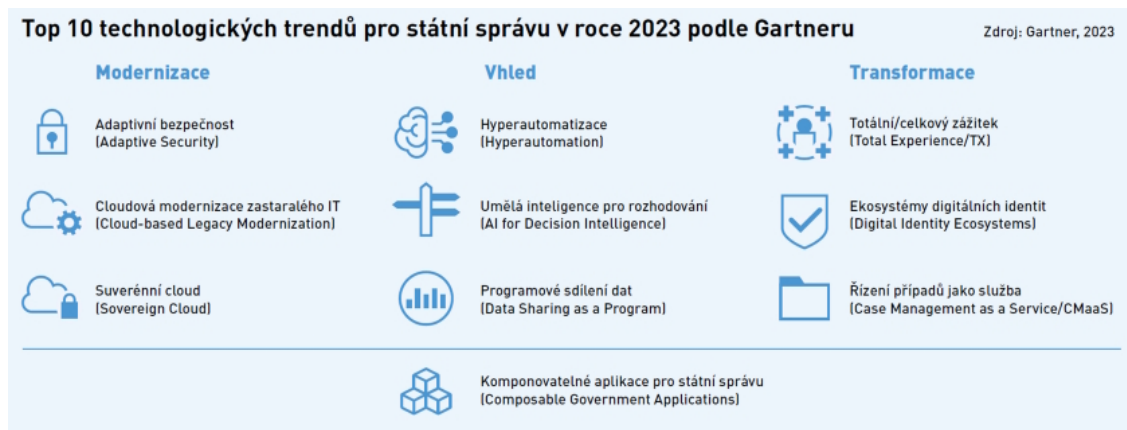 Top 10 technologických trendů pro státní správu v roce 2023 podle Gartneru
Zdroj: Gartner, 2023
Modernizace
Adaptivní bezpečnost
(Adaptive Security)
Cloudová modernizace zastaralého IT
(Cloud-based Legacy Modernization)
Suverénní cloud
(Sovereign Cloud)
Vhled
Hyperautomatizace
(Hyperautomation)
Umělá inteligence pro rozhodování
(AI for Decision Intelligence)
Programové sdílení dat
(Data Sharing as a Program)
Transformace
Totální/celkový zážitek
(Total Experience/TX)
Ekosystémy digitálních identit
(Digital Identity Ecosystems)
Řízení případů jako služba
(Case Management as a Service/CMaaS)
Komponovatelné aplikace pro státní správu
(Composable Government Applications)